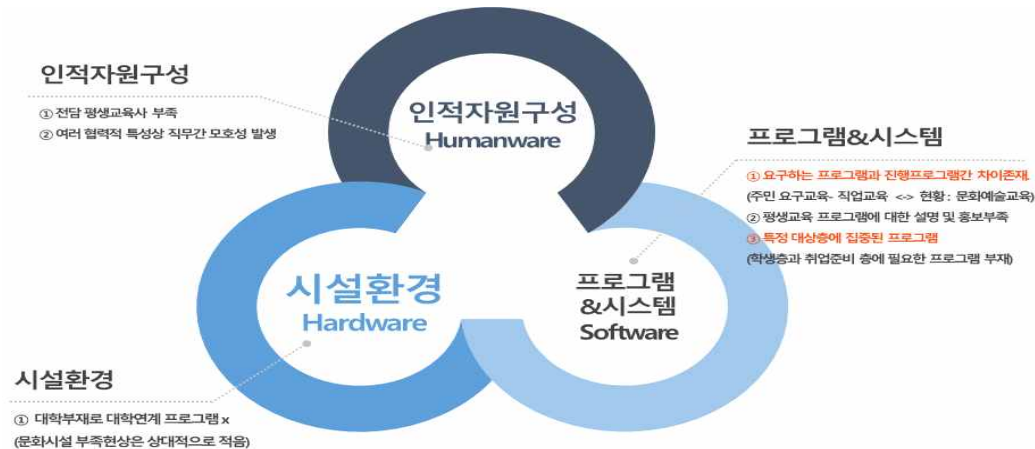 인적자원구성
① 전담 평생교육사 부족
② 여러 협력적 특성상 직무간 모호성 발생
인적자원구성
Humanware
프로그램&시스템
① 요구하는 프로그램과 진행프로그램간 차이존재.
(주민 요구교육- 직업교육 <-> 현황 : 문화예술교육)
② 평생교육 프로그램에 대한 설명 및 홍보부족
③ 특정 대상층에 집중된 프로그램
(학생층과 취업준비 층에 필요한 프로그램 부재)
시설환경
Hardware
프로그램
&시스템
Software
시설환경
① 대학부재로 대학연계 프로그램 x
(문화시설 부족현상은 상대적으로 적음)